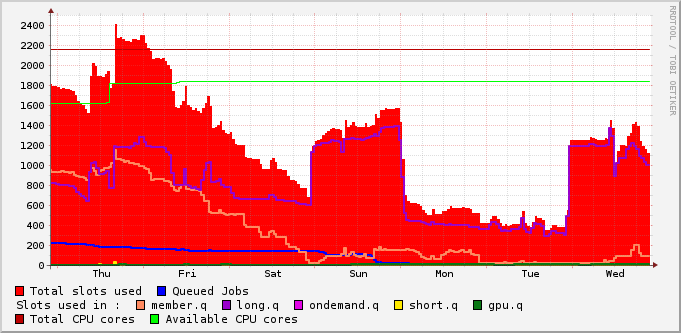 RRDTOOL / TOBI OETIKER
2400
2200
2000
1800
1600
1400
1200
1000
800
600
400
200
0
Thu Fri Sat Sun Mon Tue Wed
Total slots used Queued Jobs
Slots used in : member.q long.q ondemand.q short.q gpu.q
Total CPU cores Available CPU cores